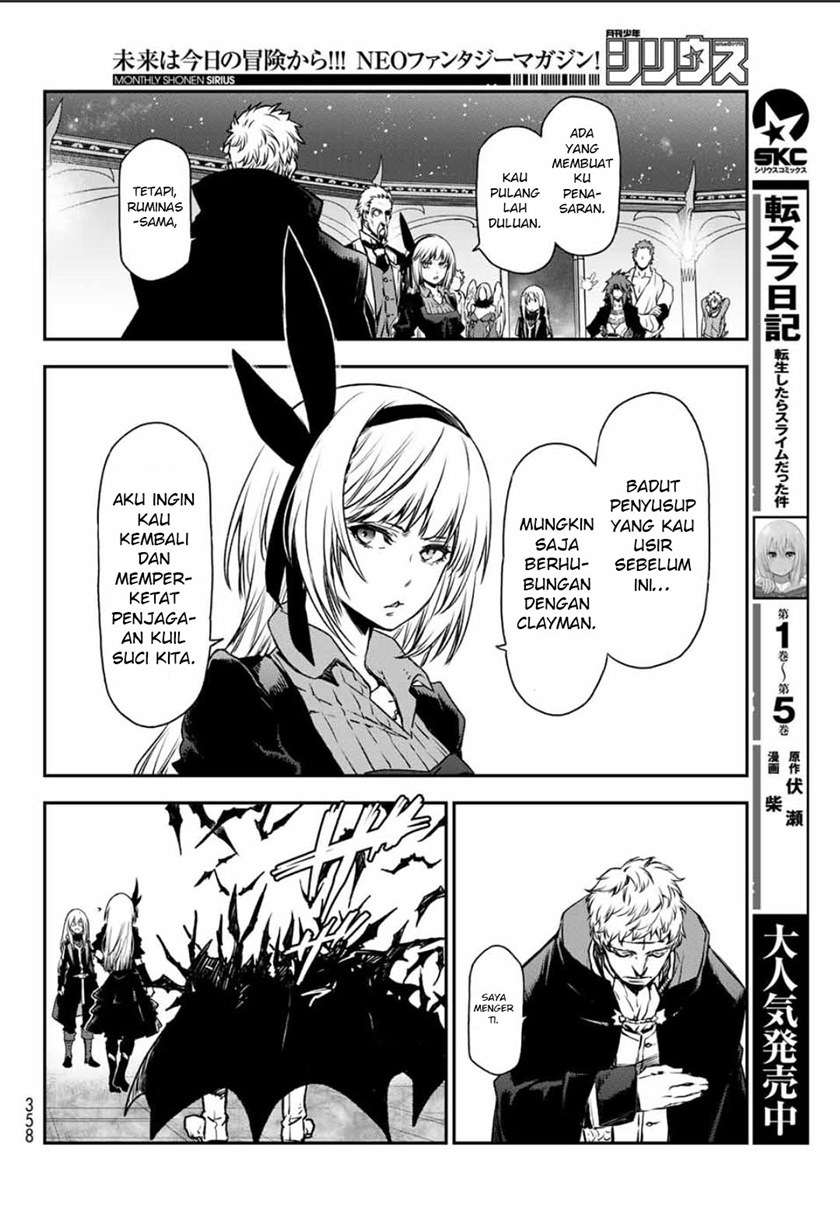 未来は今日の冒険から!!! NEOファンタジーマガジン!
MONTHLY SHONEN SIRIUS
月刊少年
シリウス
ADA
YANG
MEMBUAT
KU
PENA-
SARAN.
KAU
PULANG
LAH
DULUAN.
TETAPI,
RUMINAS
-SAMA,
BADUT
PENYUSUP
YANG KAU
USIR
SEBELUM
INI...
MUNGKIN
SAJA
BERHU-
BUNGAN
DENGAN
CLAYMAN.
AKU INGIN
KAU
KEMBALI
DAN
MEMPER-
KETAT
PENJAGA-
AN KUIL
SUCI KITA.
SAYA
MENGER
TI.
SKC
シリウスコミックス
転スラ日記
転生したらスライムだった件
第1巻〜第5巻
原作 伏瀬
漫画 柴
大人気発売中
358